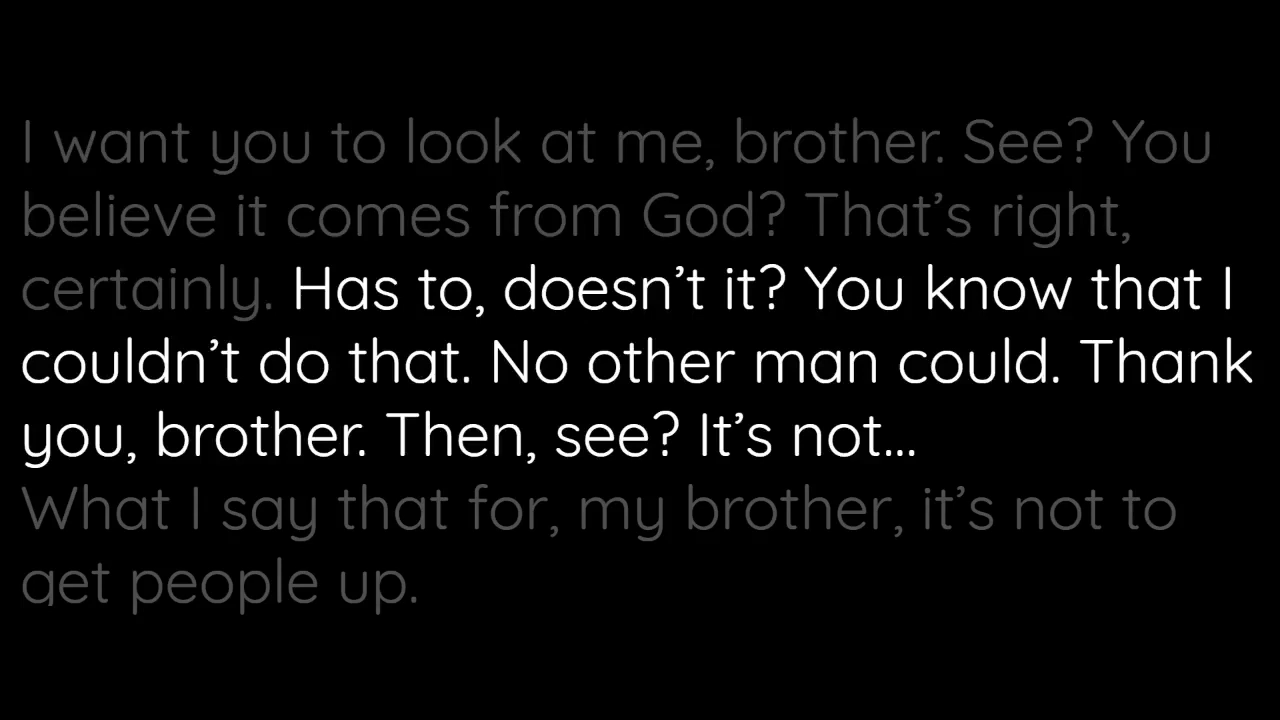 I want you to look at me, brother. See? You
believe it comes from God? That’s right,
certainly. Has to, doesn’t it? You know that I
couldn’t do that. No other man could. Thank
you, brother. Then, see? It’s not...
What I say that for, my brother, it’s not to
get people up.